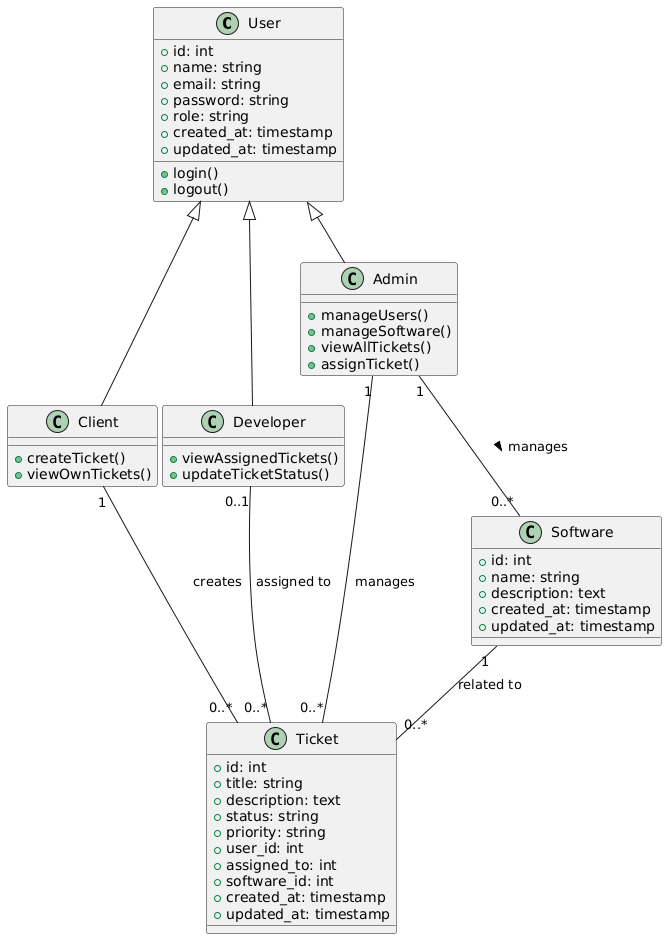 C User
+ id: int
+ name: string
+ email: string
+ password: string
+ role: string
+ created_at: timestamp
+ updated_at: timestamp
login()
logout()
C Admin
manageUsers()
manageSoftware()
viewAllTickets()
assignTicket()
C Client
createTicket()
viewOwnTickets()
C Developer
viewAssignedTickets()
updateTicketStatus()
1
1
manages
1
0..1
0..*
C Software
id: int
name: string
description: text
created_at: timestamp
updated_at: timestamp
creates
assigned to
manages
1
related to
0..*
0..*
0..*
0..*
C Ticket
id: int
title: string
description: text
status: string
priority: string
user_id: int
assigned_to: int
software_id: int
created_at: timestamp
updated_at: timestamp